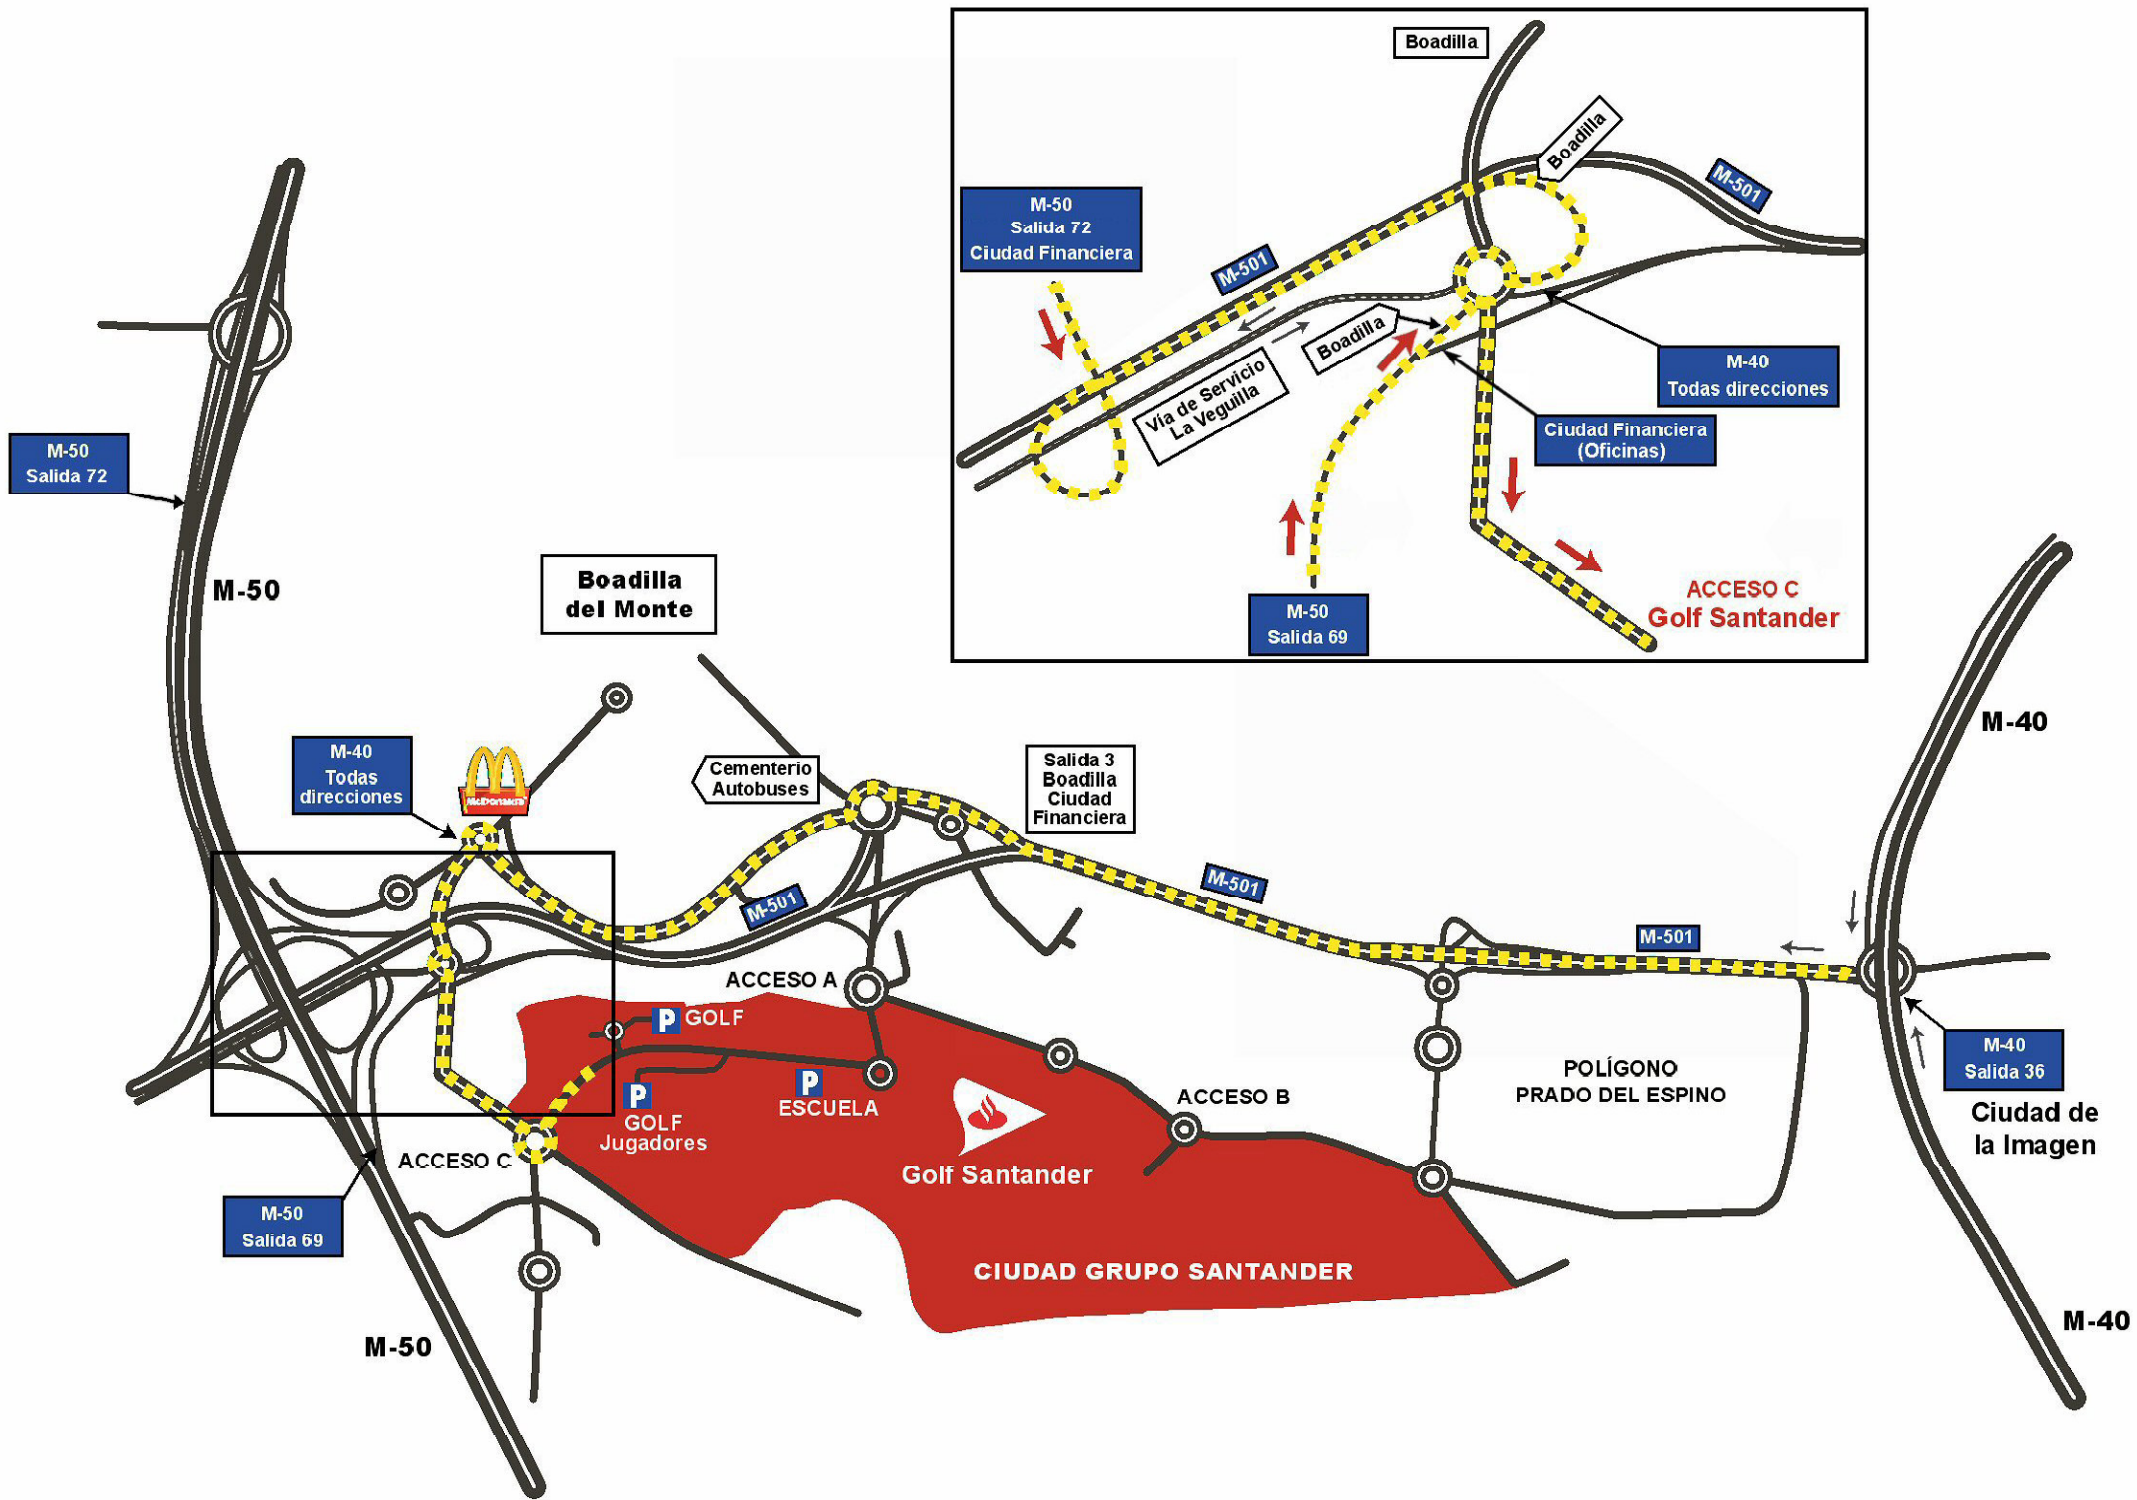 Boadilla
Boadilla
M-501
M-50
Salida 72
Ciudad Financiera
M-501
Boadilla
Vía de Servicio
La Veguilla
M-40
Todas direcciones
Ciudad Financiera
(Oficinas)
M-50
Salida 69
ACCESO C
Golf Santander
M-50
Salida 72
M-50
Boadilla
del Monte
M-40
M-40
Todas
direcciones
McDonald's
Cementerio
Autobuses
Salida 3
Boadilla
Ciudad
Financiera
M-501
M-501
M-501
ACCESO A
P GOLF
P
GOLF
Jugadores
P
ESCUELA
ACCESO B
POLÍGONO
PRADO DEL ESPINO
M-40
Salida 36
Ciudad de
la Imagen
ACCESO C
Golf Santander
M-50
Salida 69
CIUDAD GRUPO SANTANDER
M-50
M-40